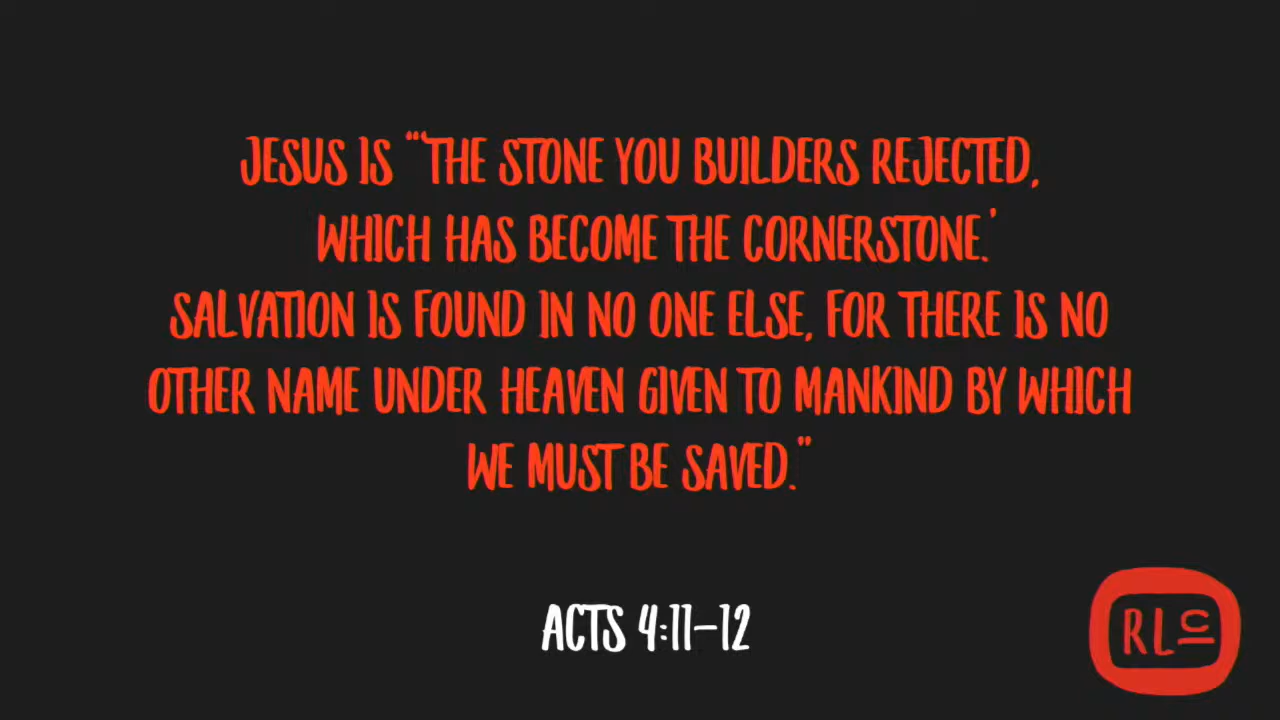 JESUS IS "'THE STONE YOU BUILDERS REJECTED,
WHICH HAS BECOME THE CORNERSTONE.'
SALVATION IS FOUND IN NO ONE ELSE, FOR THERE IS NO
OTHER NAME UNDER HEAVEN GIVEN TO MANKIND BY WHICH
WE MUST BE SAVED."
ACTS 4:11–12
RLC